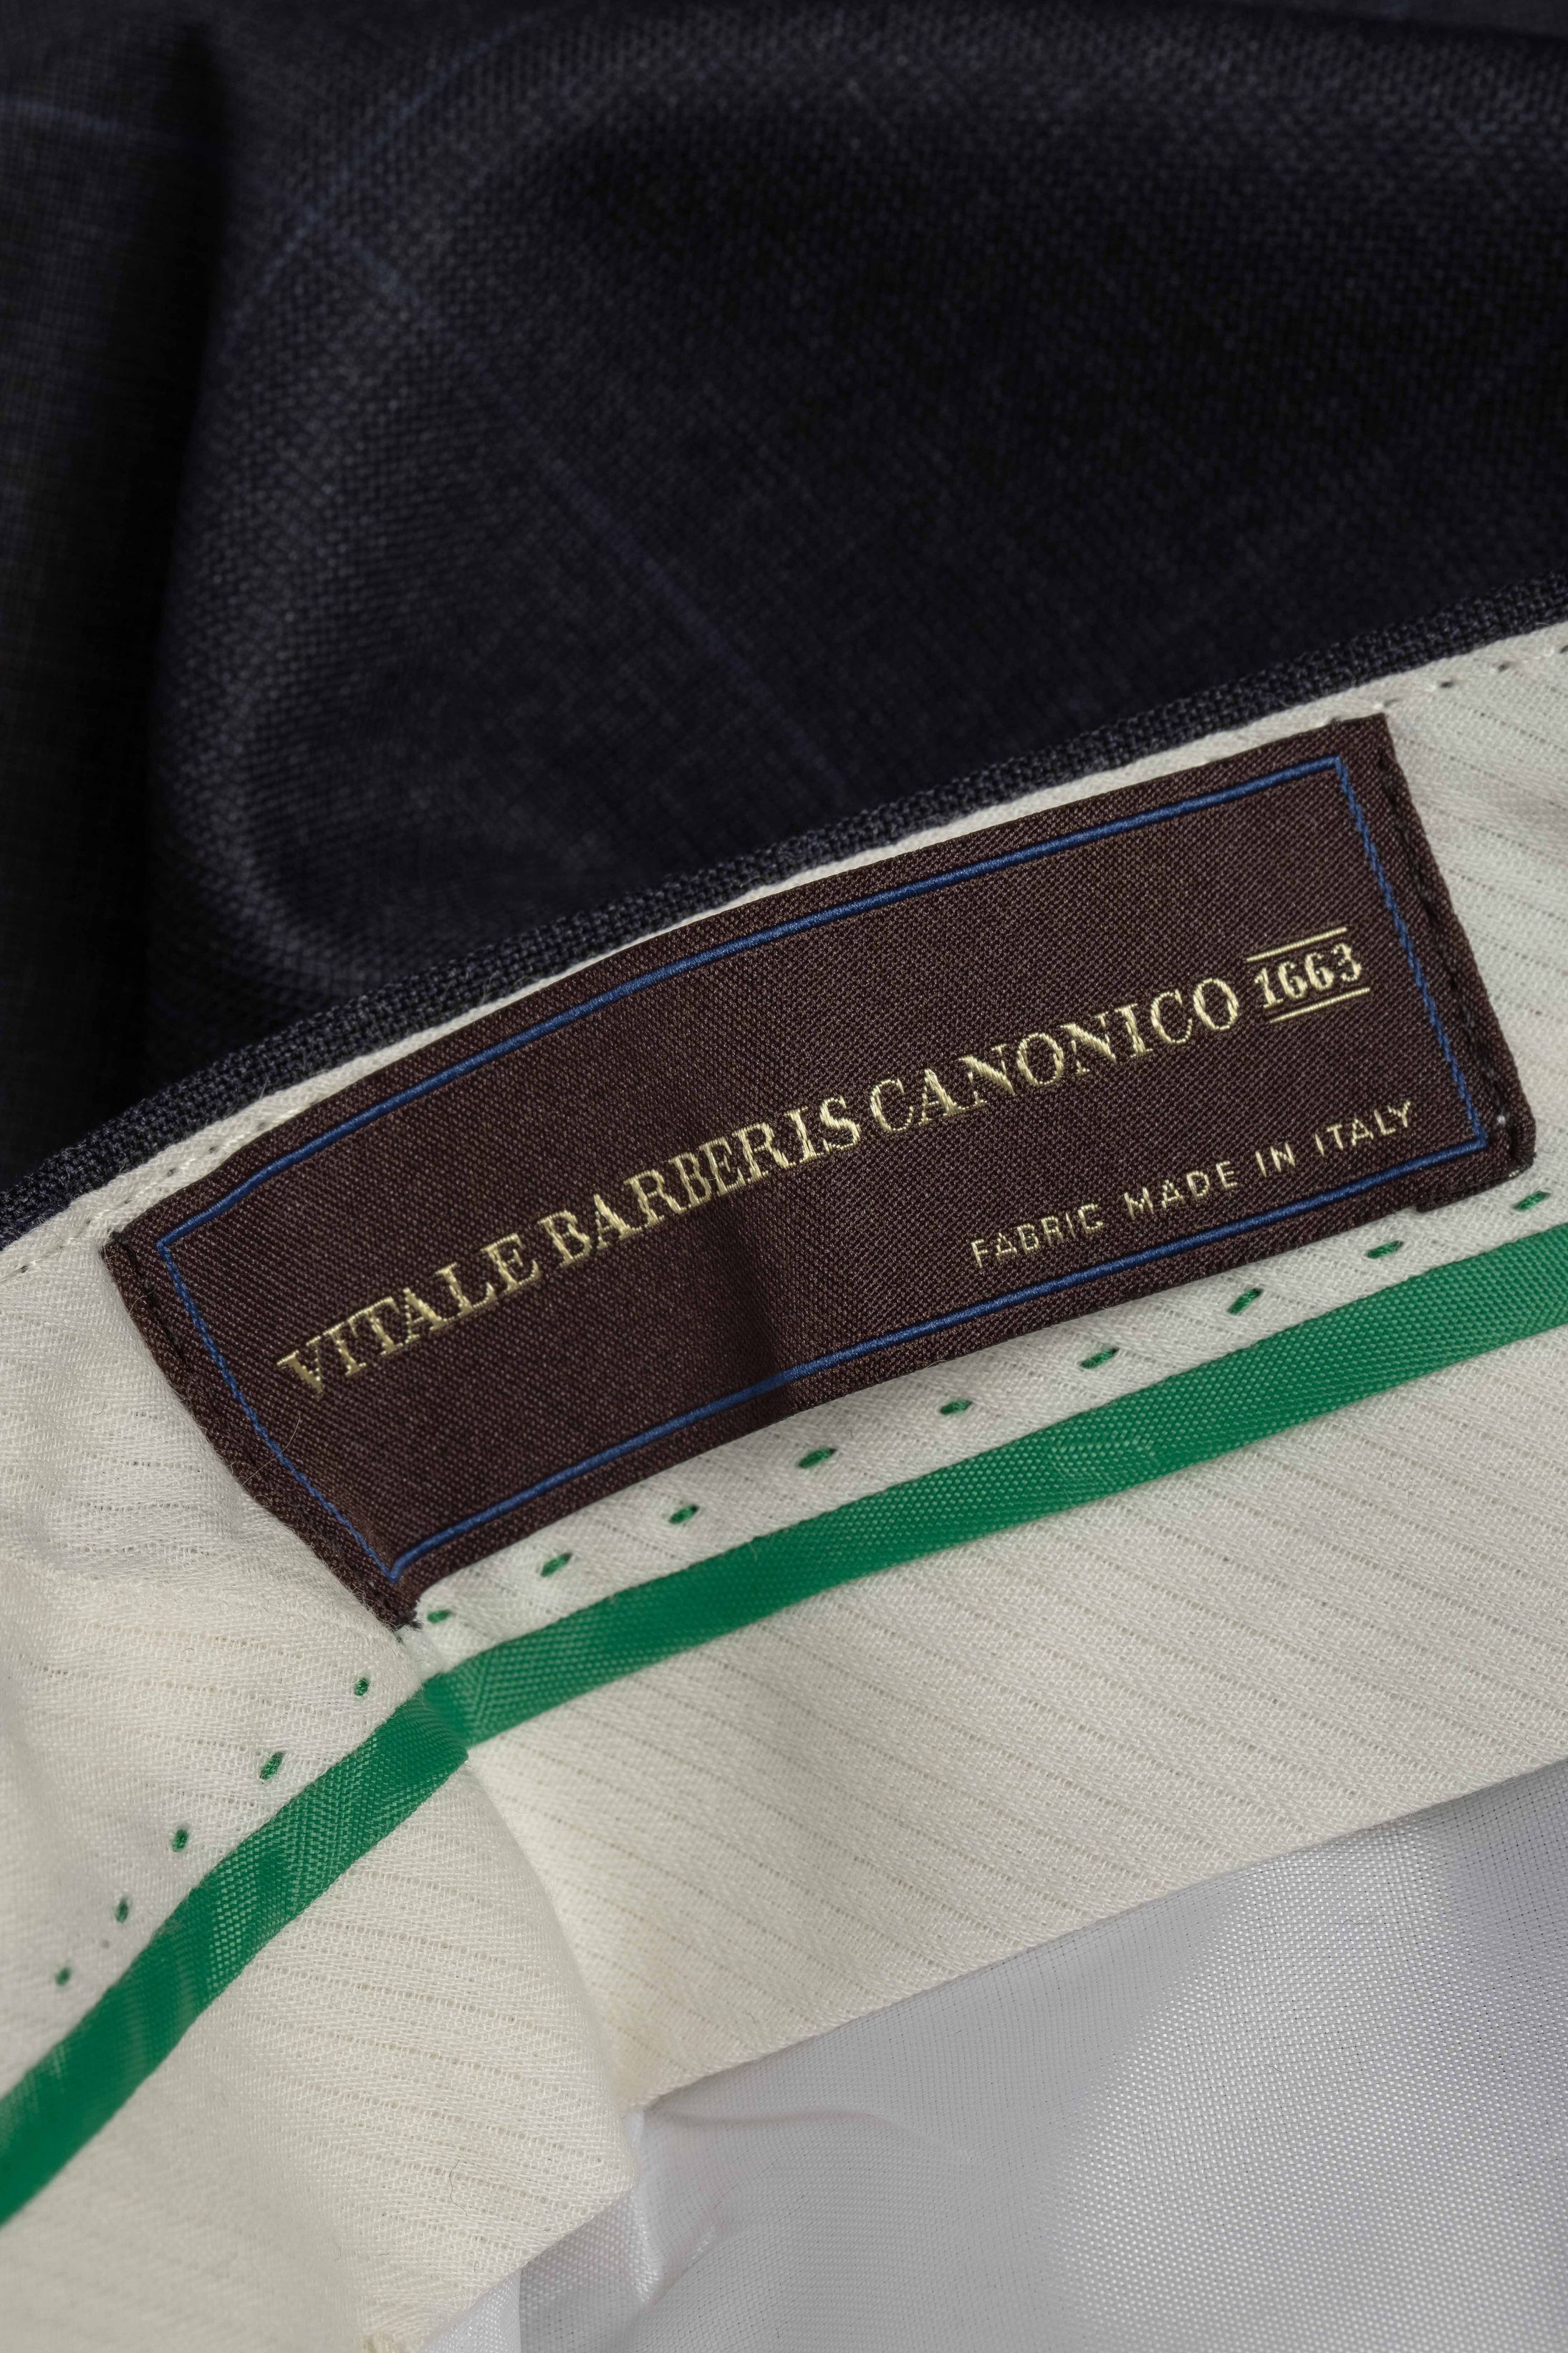 VITALE BARBERIS CANONICO 1663
FABRIC MADE IN ITALY